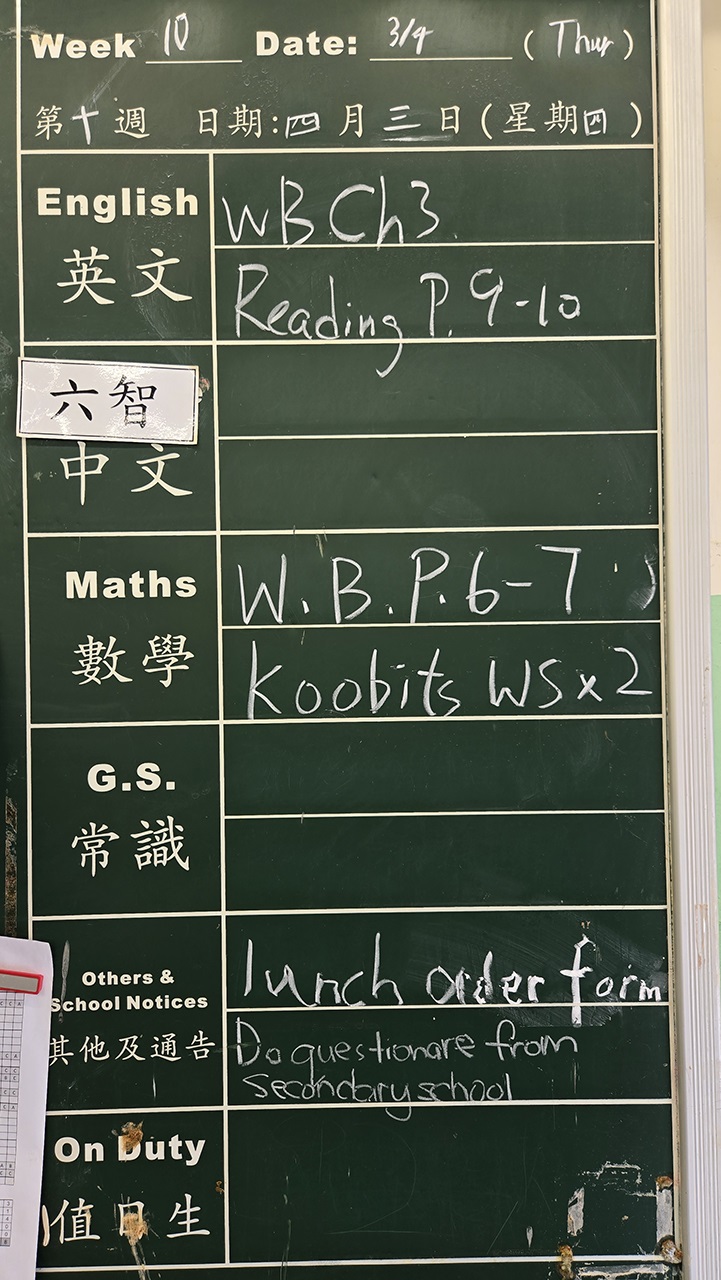 Week 10 Date: 3/4 (Thur)
第十週 日期:四月三日(星期四)
English
英文
WB Ch3
Reading P. 9-10
六智
中文
Maths
數學
W.B.P.6-7
Koobits WS x2
G.S.
常識
Others &
School Notices
其他及通告
lunch order form
Do questionare from
secondary school
On Duty
值日生